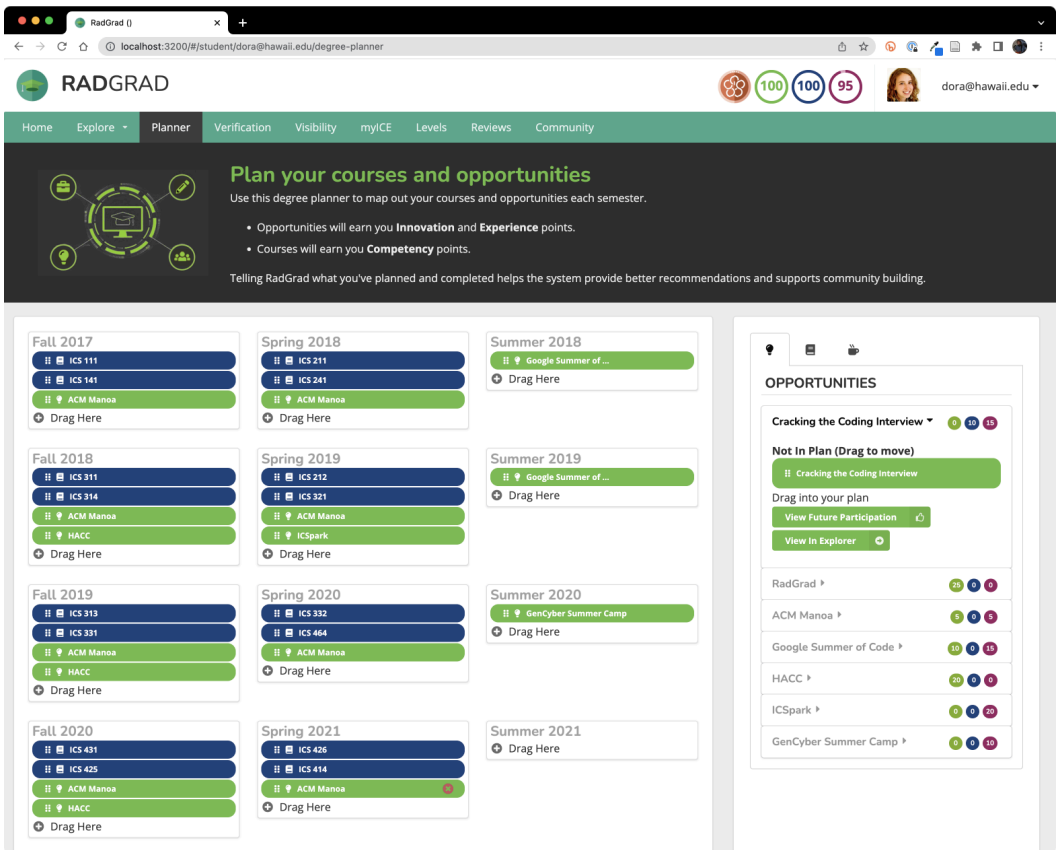 RadGrad ()
localhost:3200/#/student/dora@hawaii.edu/degree-planner
RADGRAD
100
100
95
dora@hawaii.edu
Home Explore Planner Verification Visibility myICE Levels Reviews Community
Plan your courses and opportunities
Use this degree planner to map out your courses and opportunities each semester.
• Opportunities will earn you Innovation and Experience points.
• Courses will earn you Competency points.
Telling RadGrad what you've planned and completed helps the system provide better recommendations and supports community building.
Fall 2017
ICS 111
ICS 141
ACM Manoa
Drag Here
Spring 2018
ICS 211
ICS 241
ACM Manoa
Drag Here
Summer 2018
Google Summer of ...
Drag Here
Fall 2018
ICS 311
ICS 314
ACM Manoa
HACC
Drag Here
Spring 2019
ICS 212
ICS 321
ACM Manoa
ICSpark
Drag Here
Summer 2019
Google Summer of ...
Drag Here
Fall 2019
ICS 313
ICS 331
ACM Manoa
HACC
Drag Here
Spring 2020
ICS 332
ICS 464
ACM Manoa
Drag Here
Summer 2020
GenCyber Summer Camp
Drag Here
Fall 2020
ICS 431
ICS 425
ACM Manoa
HACC
Drag Here
Spring 2021
ICS 426
ICS 414
ACM Manoa
Drag Here
Summer 2021
Drag Here
OPPORTUNITIES
Cracking the Coding Interview 0 10 15
Not In Plan (Drag to move)
Cracking the Coding Interview
Drag into your plan
View Future Participation
View In Explorer
RadGrad 25 0 0
ACM Manoa 5 0 5
Google Summer of Code 10 0 15
HACC 20 0 0
ICSpark 0 0 20
GenCyber Summer Camp 0 0 10